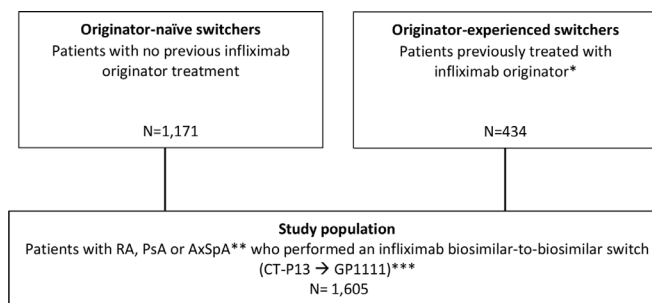 Originator-naïve switchers
Patients with no previous infliximab
originator treatment
N=1,171
Originator-experienced switchers
Patients previously treated with
infliximab originator*
N=434
Study population
Patients with RA, PsA or AxSpA** who performed an infliximab biosimilar-to-biosimilar switch
(CT-P13 → GP1111)***
N= 1,605